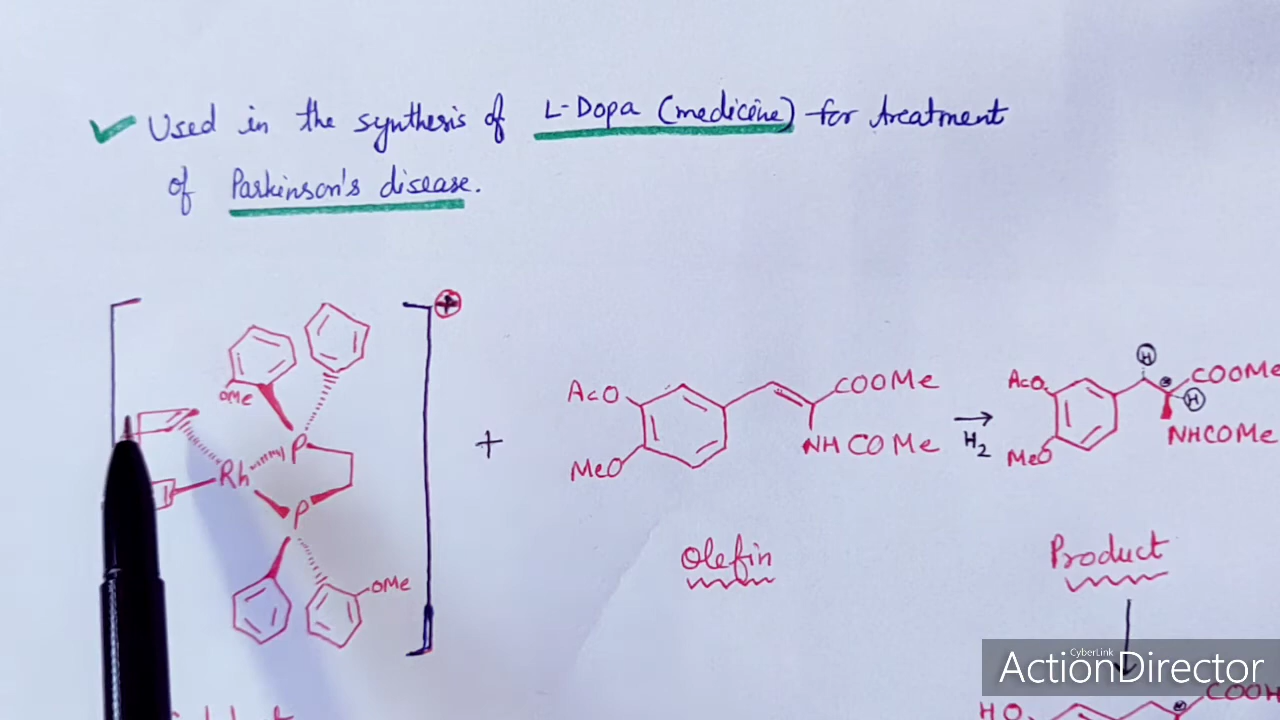 Used in the synthesis of L-Dopa (medicine) for treatment
of Parkinson's disease.
+
OMe
Rh
P
P
OMe
+
AcO
MeO
COOMe
NHCOMe
H2
AcO
MeO
H
COOMe
H
NHCOMe
Olefin
Product
HO
COOH
CyberLink
ActionDirector